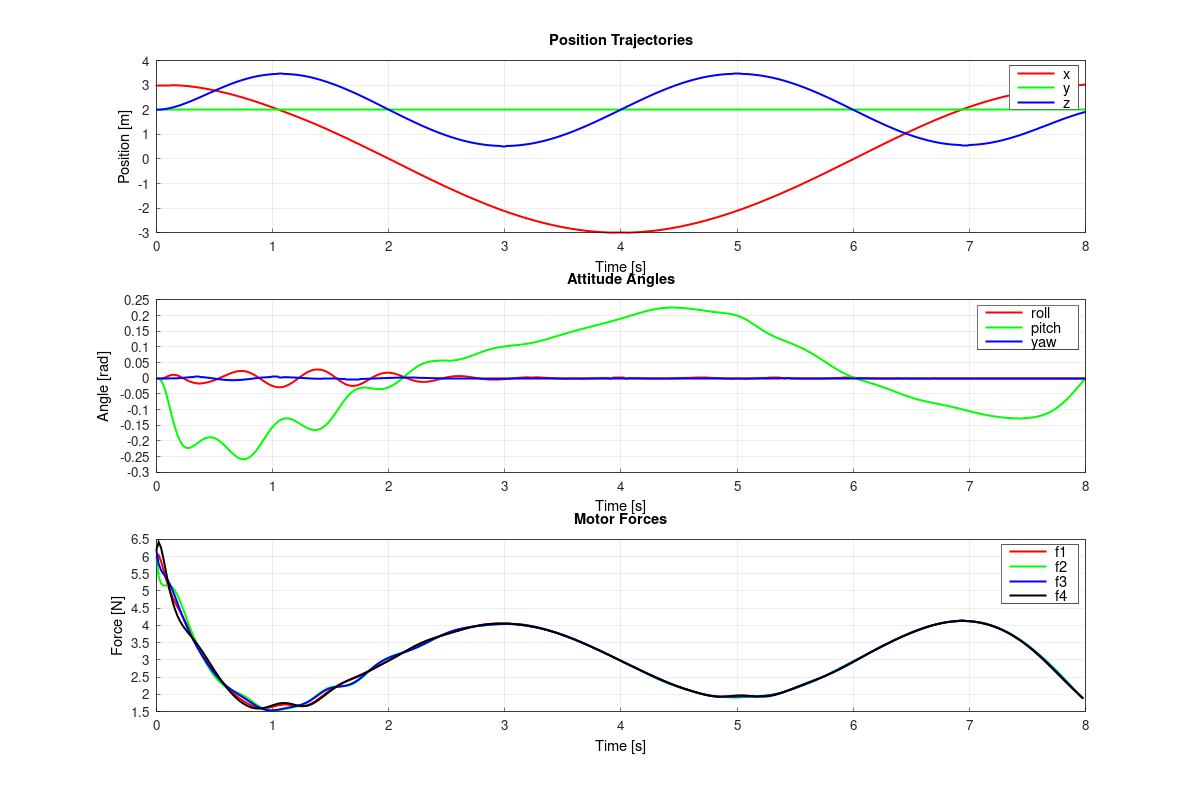 Position Trajectories
4
3
2
1
0
-1
-2
-3
Position [m]
x
y
z
0 1 2 3 4 5 6 7 8
Time [s]
Attitude Angles
0.25
0.2
0.15
0.1
0.05
0
-0.05
-0.1
-0.15
-0.2
-0.25
-0.3
Angle [rad]
roll
pitch
yaw
0 1 2 3 4 5 6 7 8
Time [s]
Motor Forces
6.5
6
5.5
5
4.5
4
3.5
3
2.5
2
1.5
Force [N]
f1
f2
f3
f4
0 1 2 3 4 5 6 7 8
Time [s]